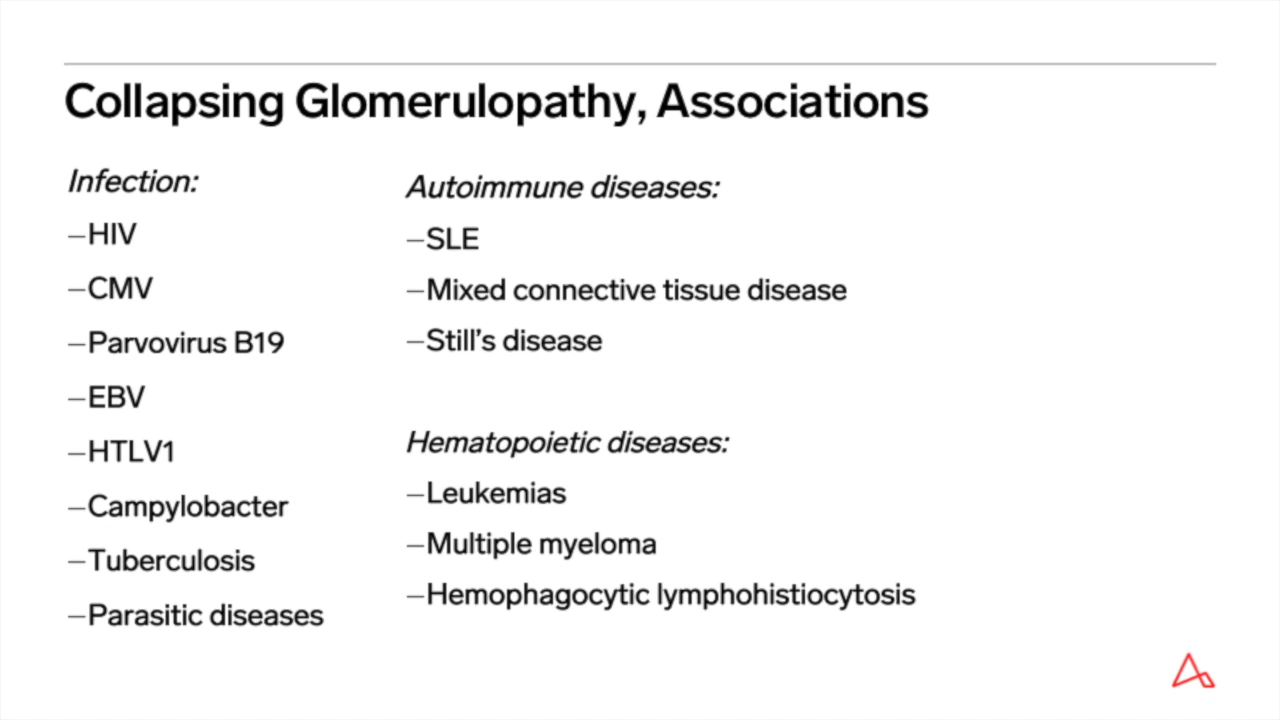 Collapsing Glomerulopathy, Associations
Infection:
–HIV
–CMV
–Parvovirus B19
–EBV
–HTLV1
–Campylobacter
–Tuberculosis
–Parasitic diseases
Autoimmune diseases:
–SLE
–Mixed connective tissue disease
–Still’s disease
Hematopoietic diseases:
–Leukemias
–Multiple myeloma
–Hemophagocytic lymphohistiocytosis